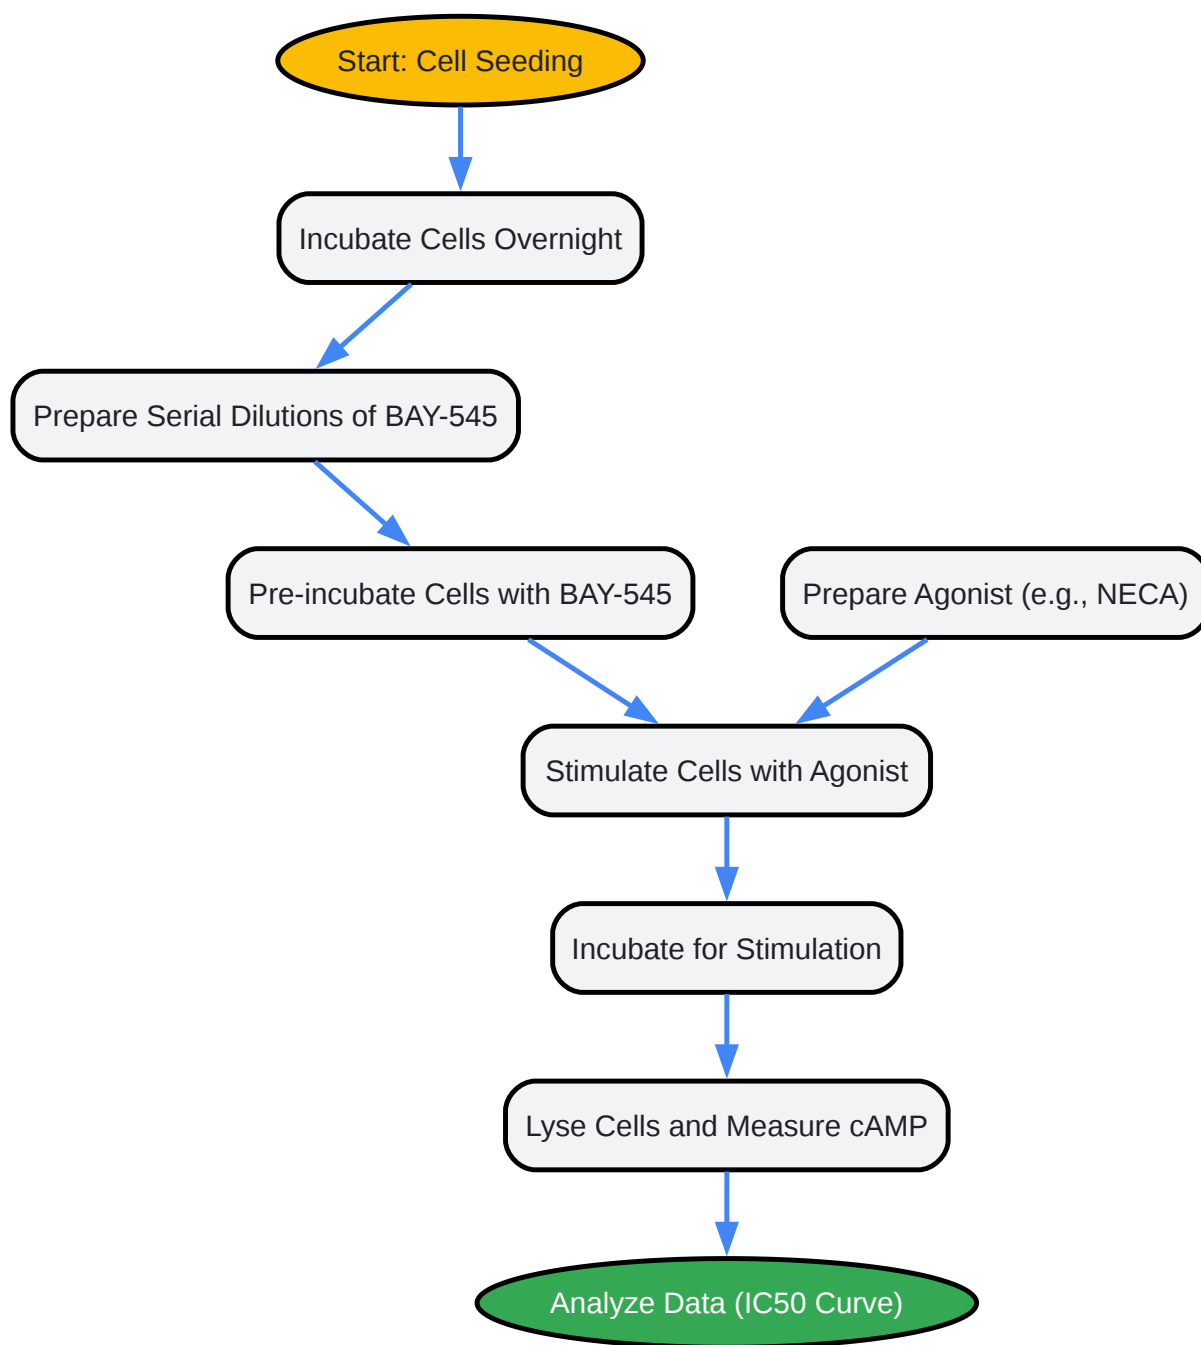 Start: Cell Seeding
Incubate Cells Overnight
Prepare Serial Dilutions of BAY-545
Pre-incubate Cells with BAY-545
Prepare Agonist (e.g., NECA)
Stimulate Cells with Agonist
Incubate for Stimulation
Lyse Cells and Measure cAMP
Analyze Data (IC50 Curve)